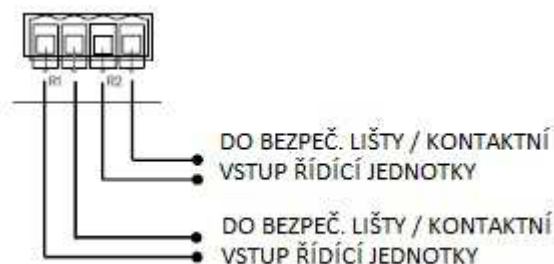 R1 R2
DO BEZPEČ. LIŠTY / KONTAKTNÍ
VSTUP ŘÍDÍCÍ JEDNOTKY
DO BEZPEČ. LIŠTY / KONTAKTNÍ
VSTUP ŘÍDÍCÍ JEDNOTKY